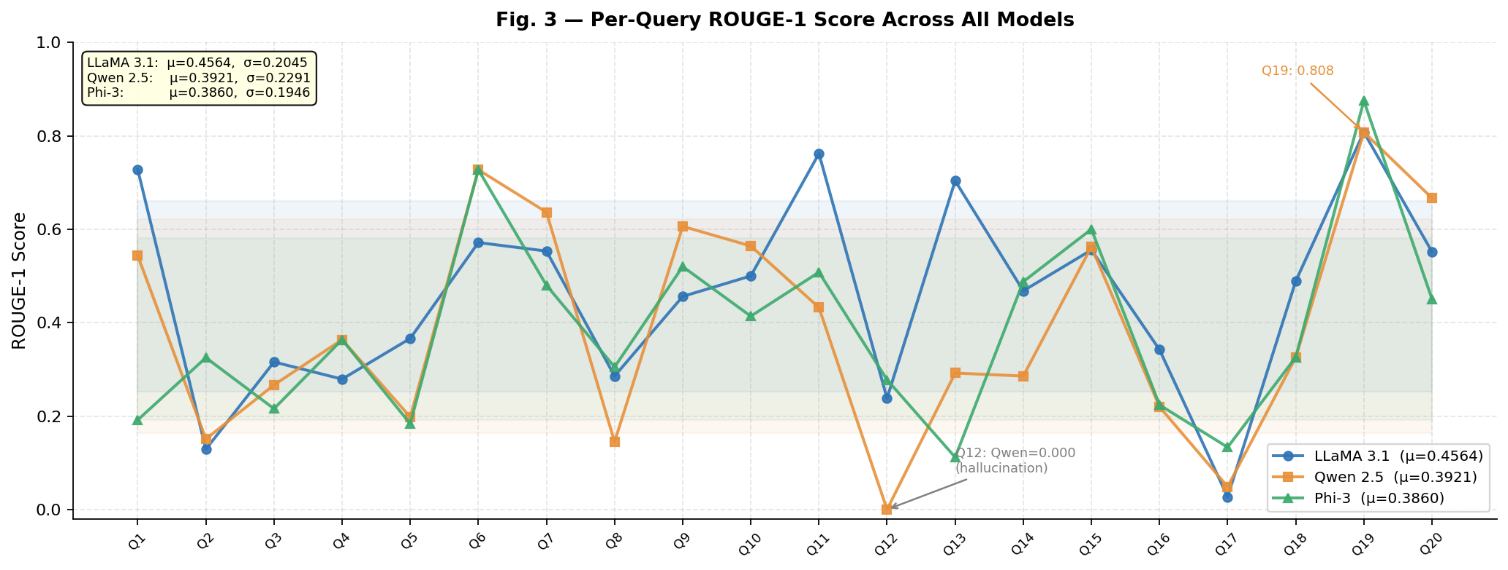 Fig. 3 — Per-Query ROUGE-1 Score Across All Models
LLaMA 3.1:  μ=0.4564,  σ=0.2045
Qwen 2.5:    μ=0.3921,  σ=0.2291
Phi-3:           μ=0.3860,  σ=0.1946
Q19: 0.808
ROUGE-1 Score
1.0
0.8
0.6
0.4
0.2
0.0
Q12: Qwen=0.000
(hallucination)
LLaMA 3.1  (μ=0.4564)
Qwen 2.5  (μ=0.3921)
Phi-3  (μ=0.3860)
Q1 Q2 Q3 Q4 Q5 Q6 Q7 Q8 Q9 Q10 Q11 Q12 Q13 Q14 Q15 Q16 Q17 Q18 Q19 Q20